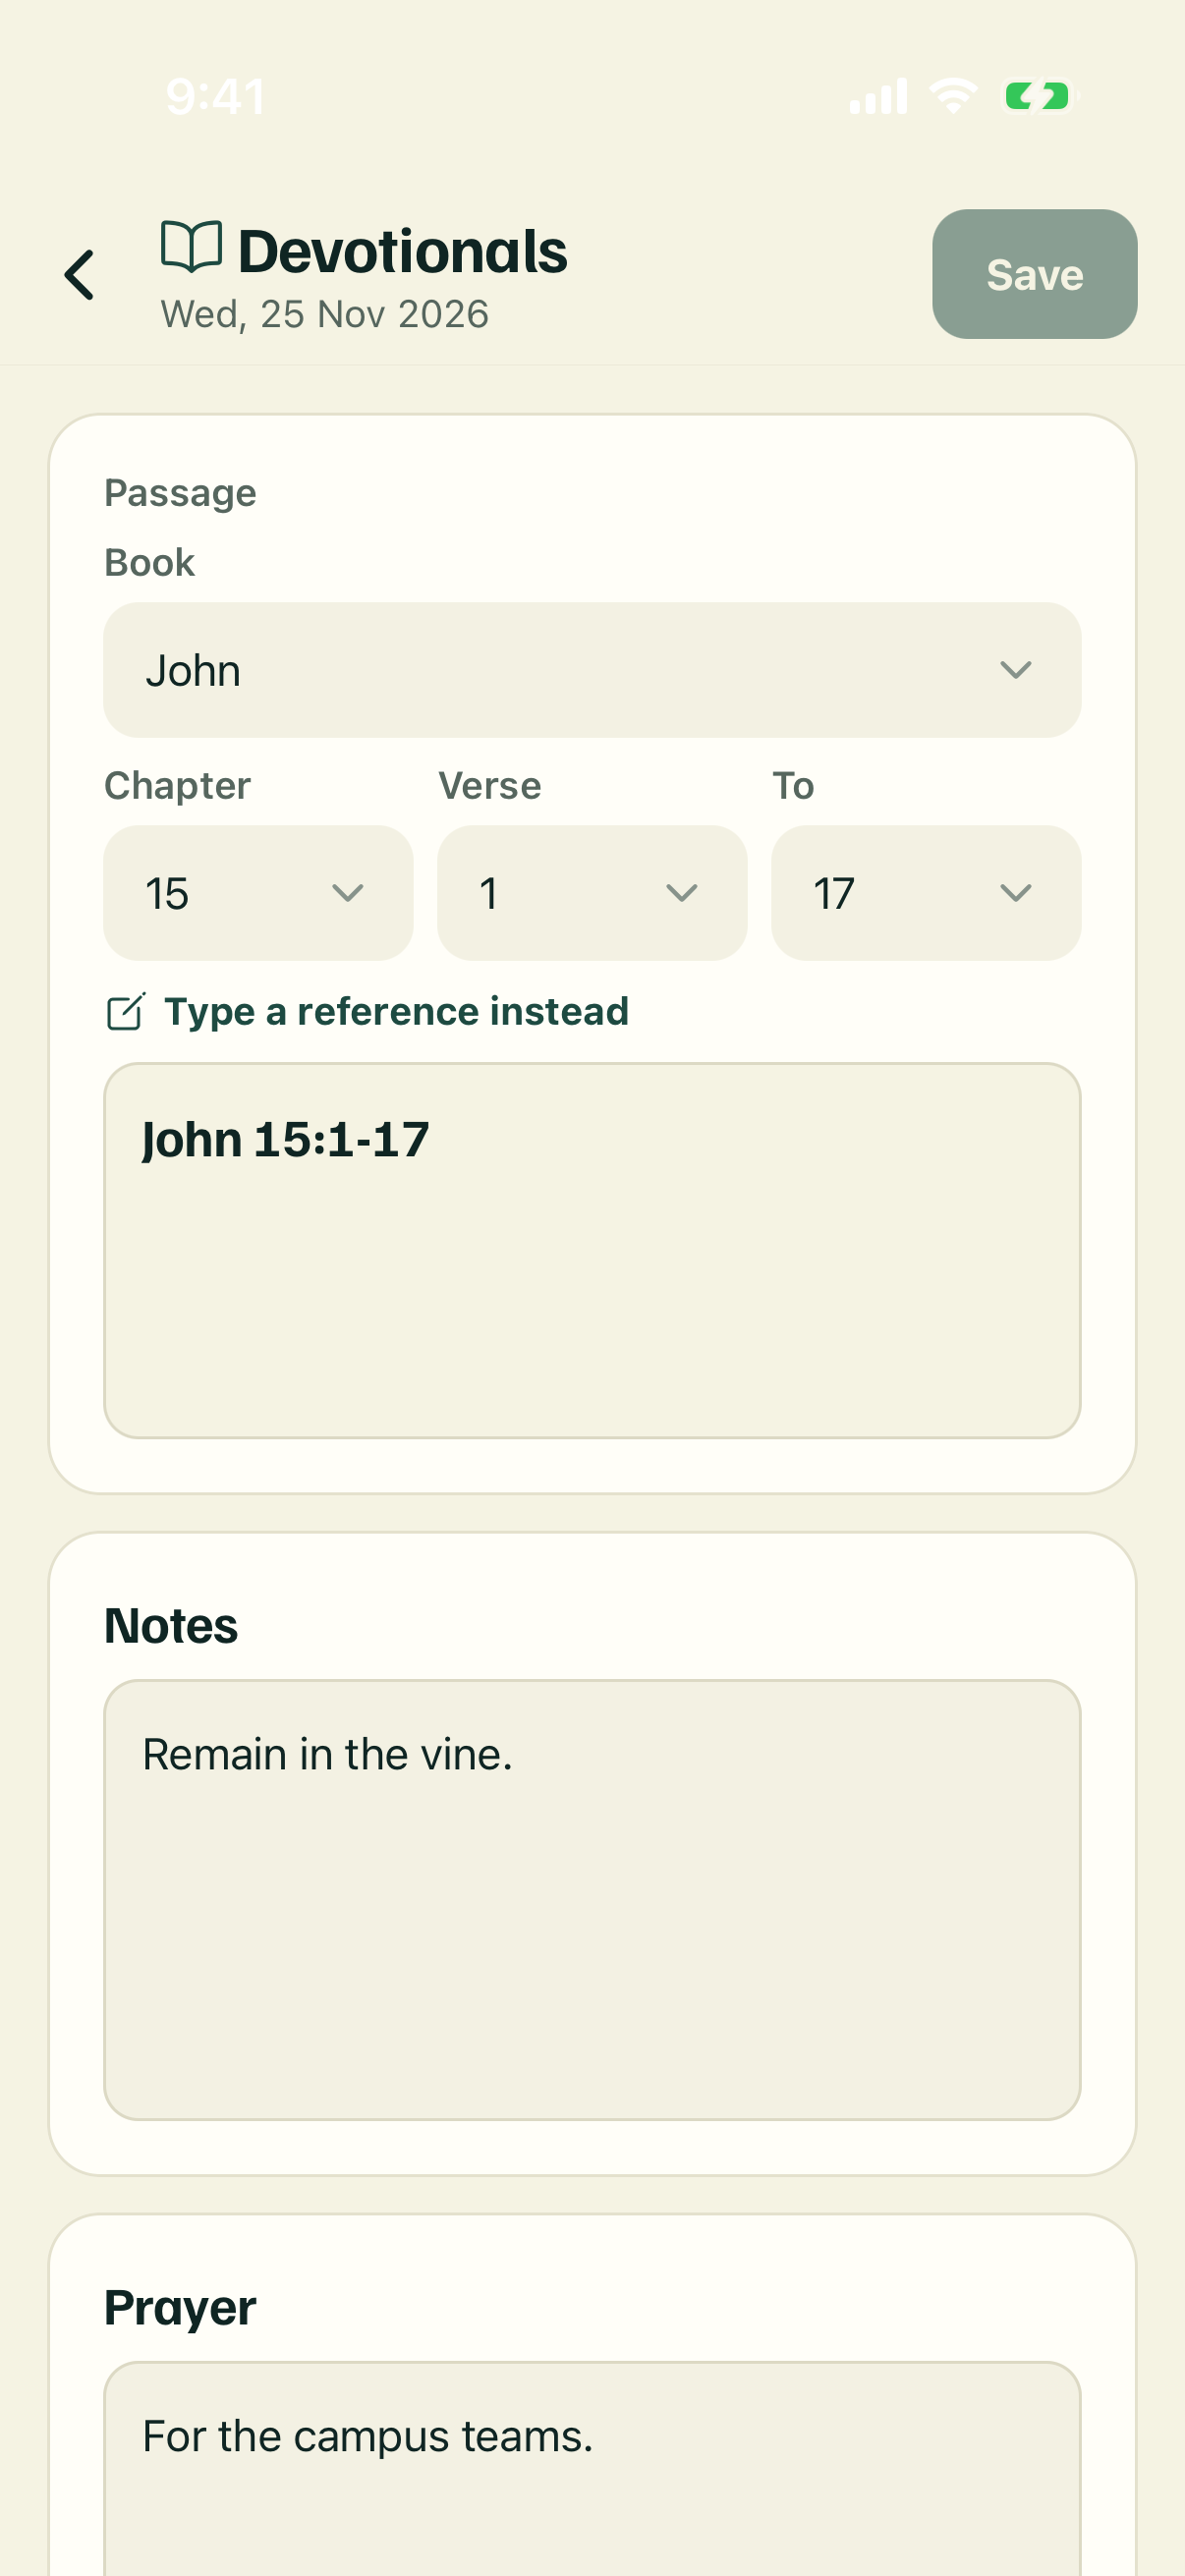 9:41
Devotionals
Wed, 25 Nov 2026
Save
Passage
Book
John
Chapter Verse To
15 1 17
Type a reference instead
John 15:1-17
Notes
Remain in the vine.
Prayer
For the campus teams.